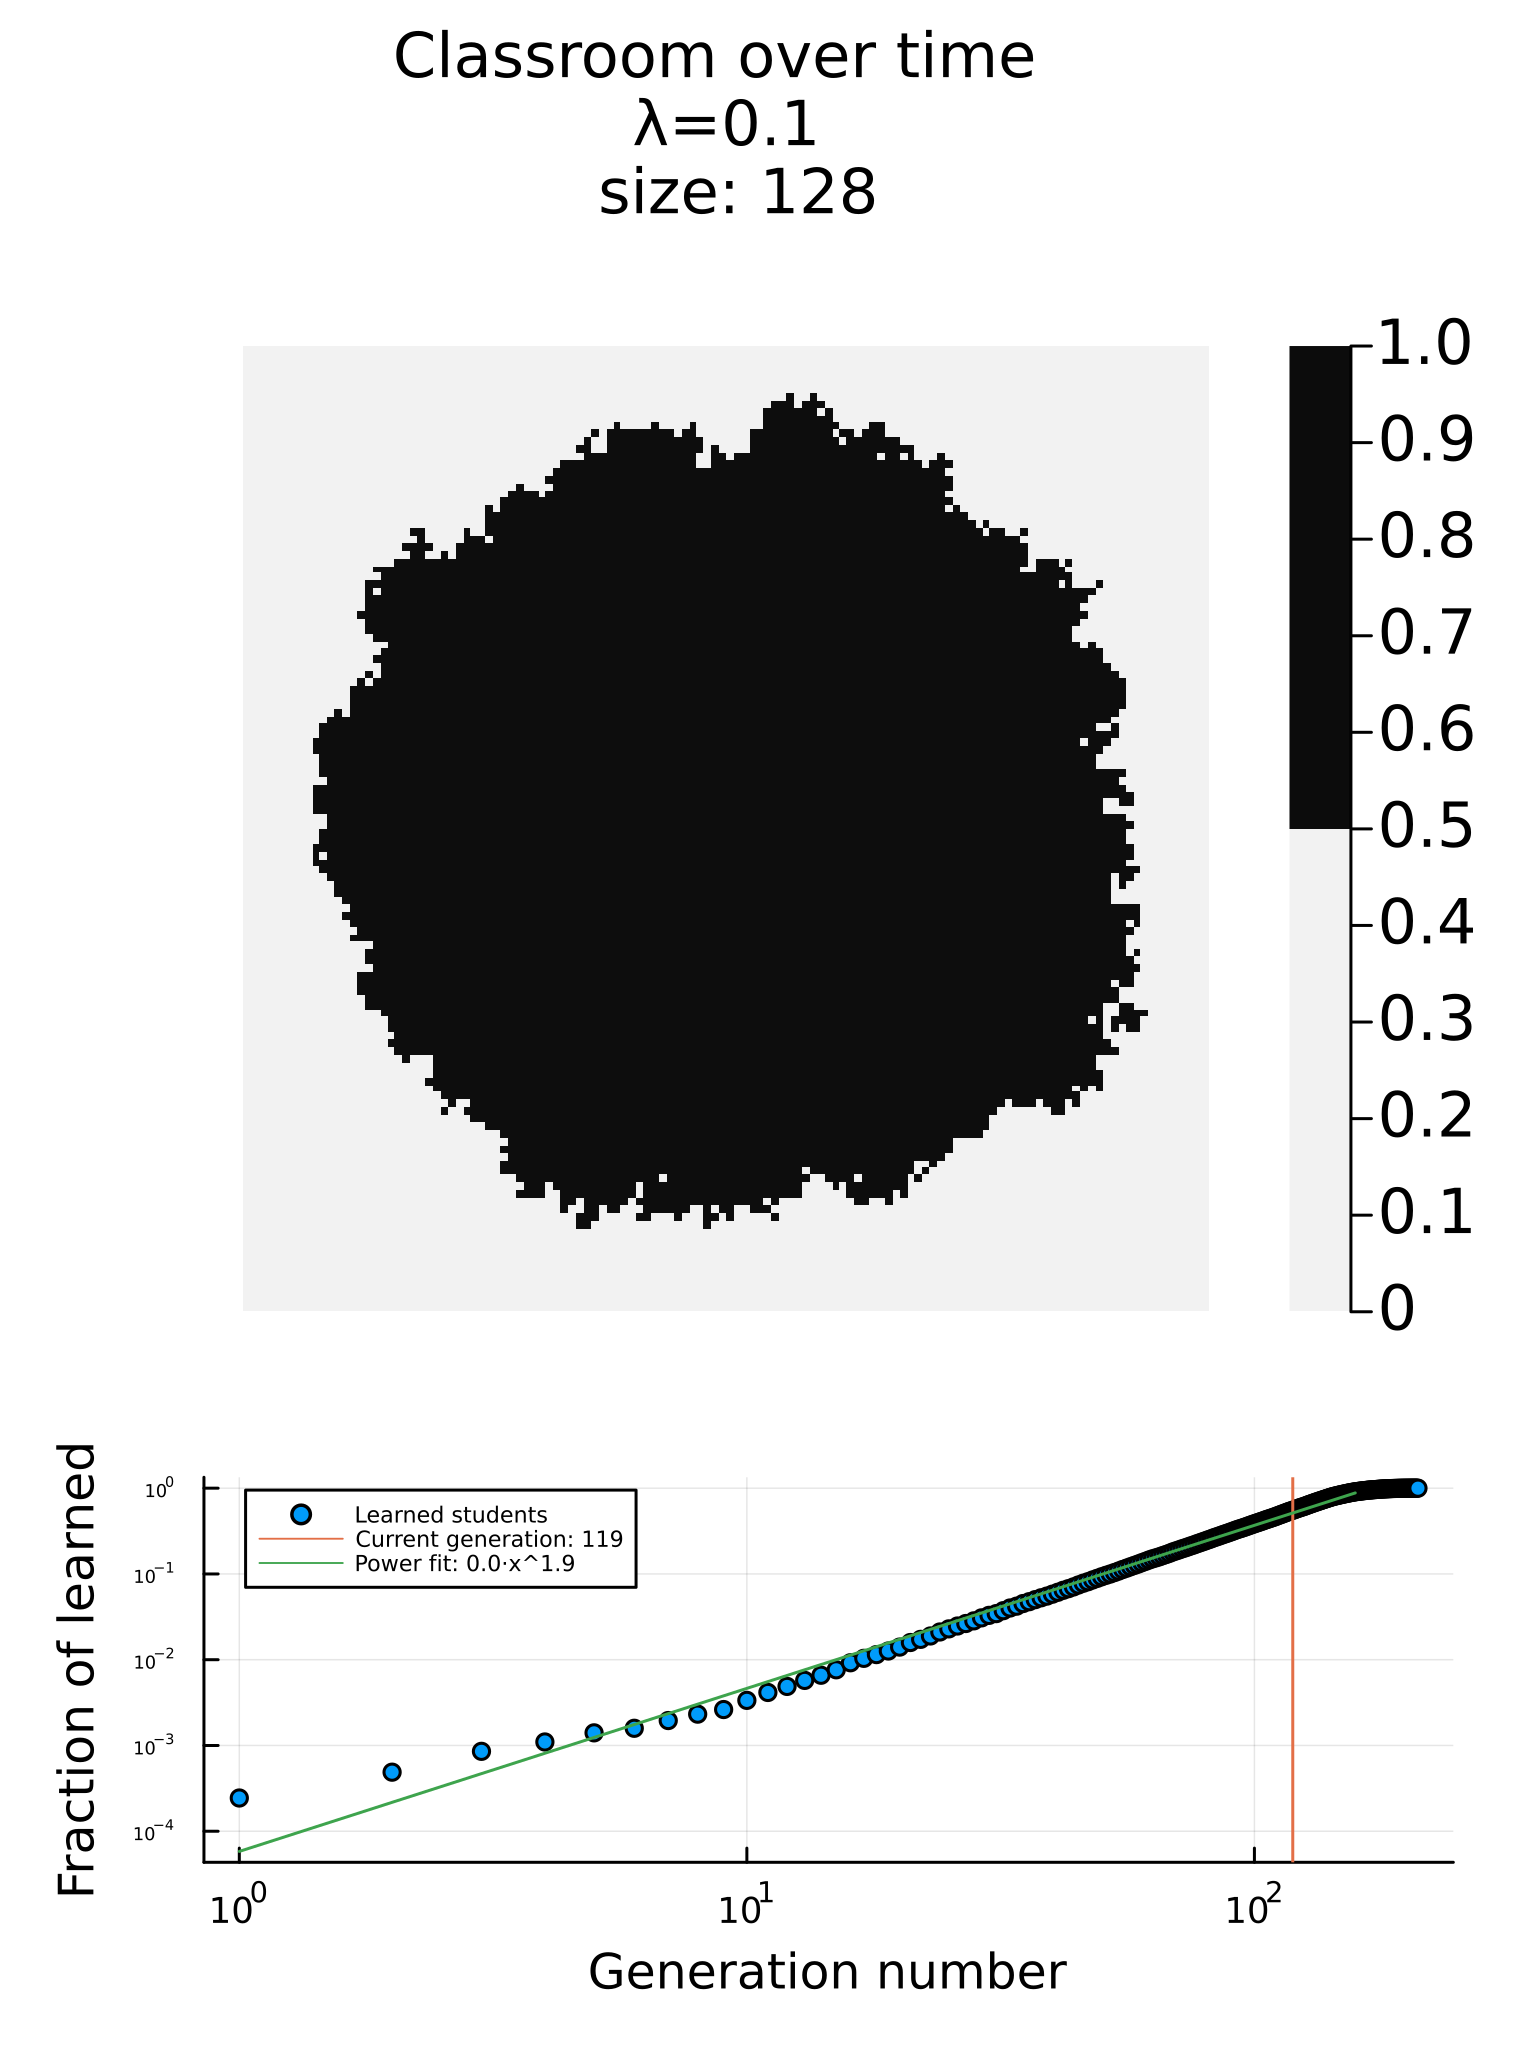 Classroom over time
λ=0.1
size: 128
1.0
0.9
0.8
0.7
0.6
0.5
0.4
0.3
0.2
0.1
0
Fraction of learned
10^0
10^-1
10^-2
10^-3
10^-4
Learned students
Current generation: 119
Power fit: 0.0·x^1.9
10^0 10^1 10^2
Generation number